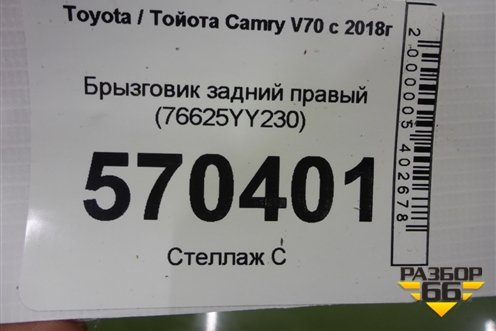 Toyota / Тойота Camry V70 с 2018г
Брызговик задний правый
(76625YY230)
570401
Стеллаж С
2000005402678
РАЗБОР
66